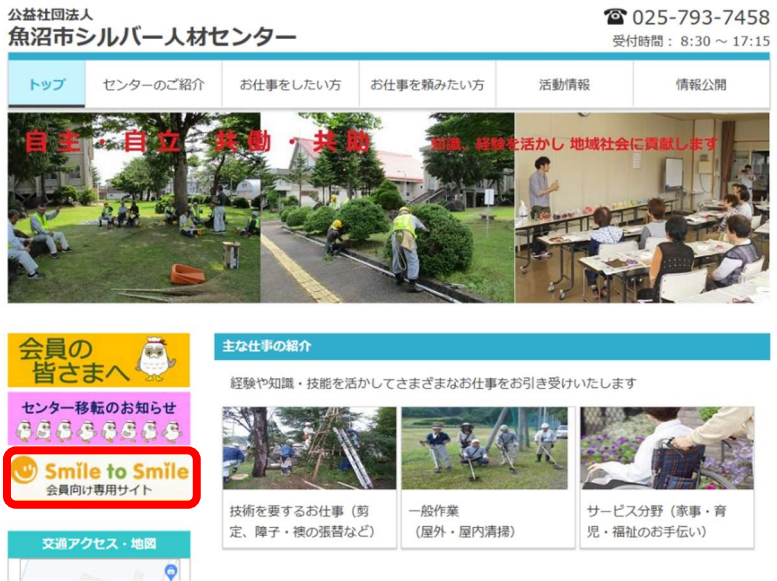 公益社団法人
魚沼市シルバー人材センター
☎ 025-793-7458
受付時間： 8:30 ～ 17:15
トップ
センターのご紹介
お仕事をしたい方
お仕事を頼みたい方
活動情報
情報公開
自主・自立 共働・共助
知識、経験を活かし 地域社会に貢献します
会員の
皆さまへ
センター移転のお知らせ
Smile to Smile
会員向け専用サイト
交通アクセス・地図
主な仕事の紹介
経験や知識・技能を活かしてさまざまなお仕事をお引き受けいたします
技術を要するお仕事（剪
定、障子・襖の張替など）
一般作業
（屋外・屋内清掃）
サービス分野（家事・育
児・福祉のお手伝い）